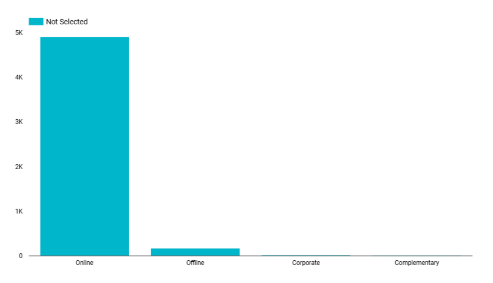 Not Selected
5K
4K
3K
2K
1K
0
Online Offline Corporate Complementary